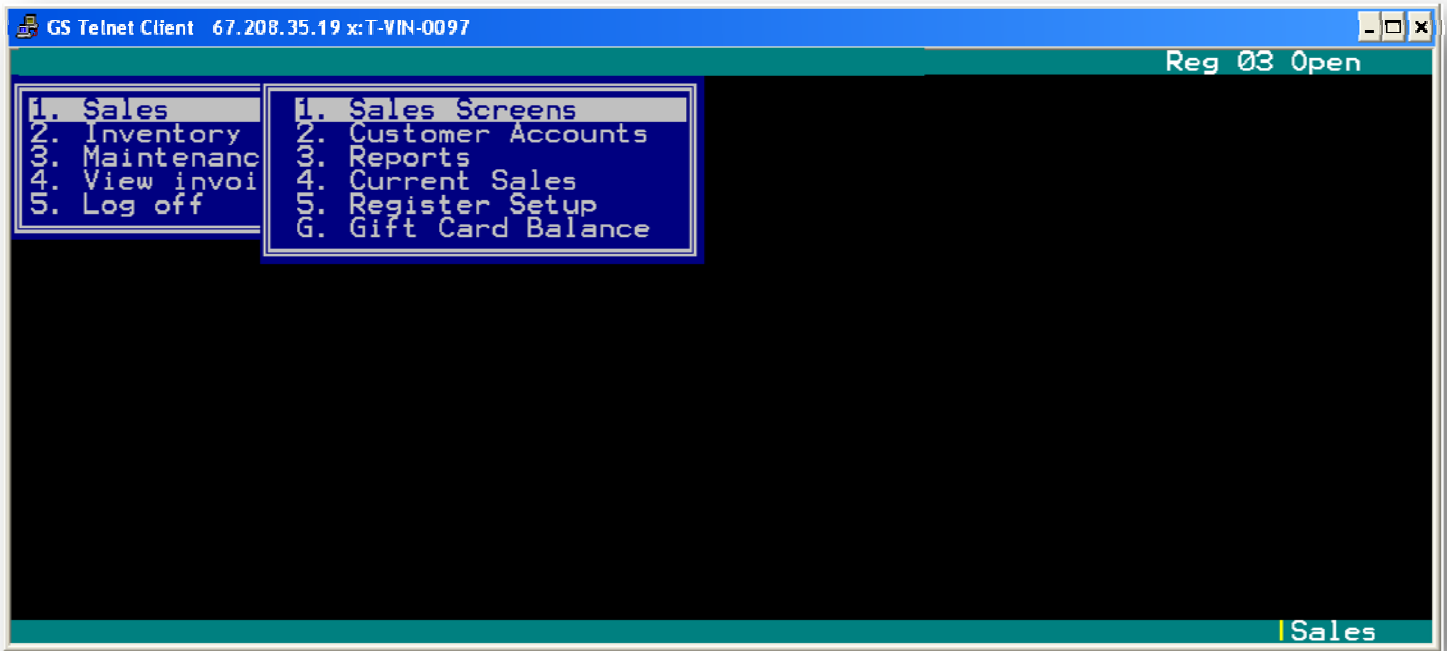 GS Telnet Client 67.208.35.19 x:T-VIN-0097
Reg 03 Open
1. Sales
2. Inventory
3. Maintenanc
4. View invoi
5. Log off
1. Sales Screens
2. Customer Accounts
3. Reports
4. Current Sales
5. Register Setup
G. Gift Card Balance
Sales